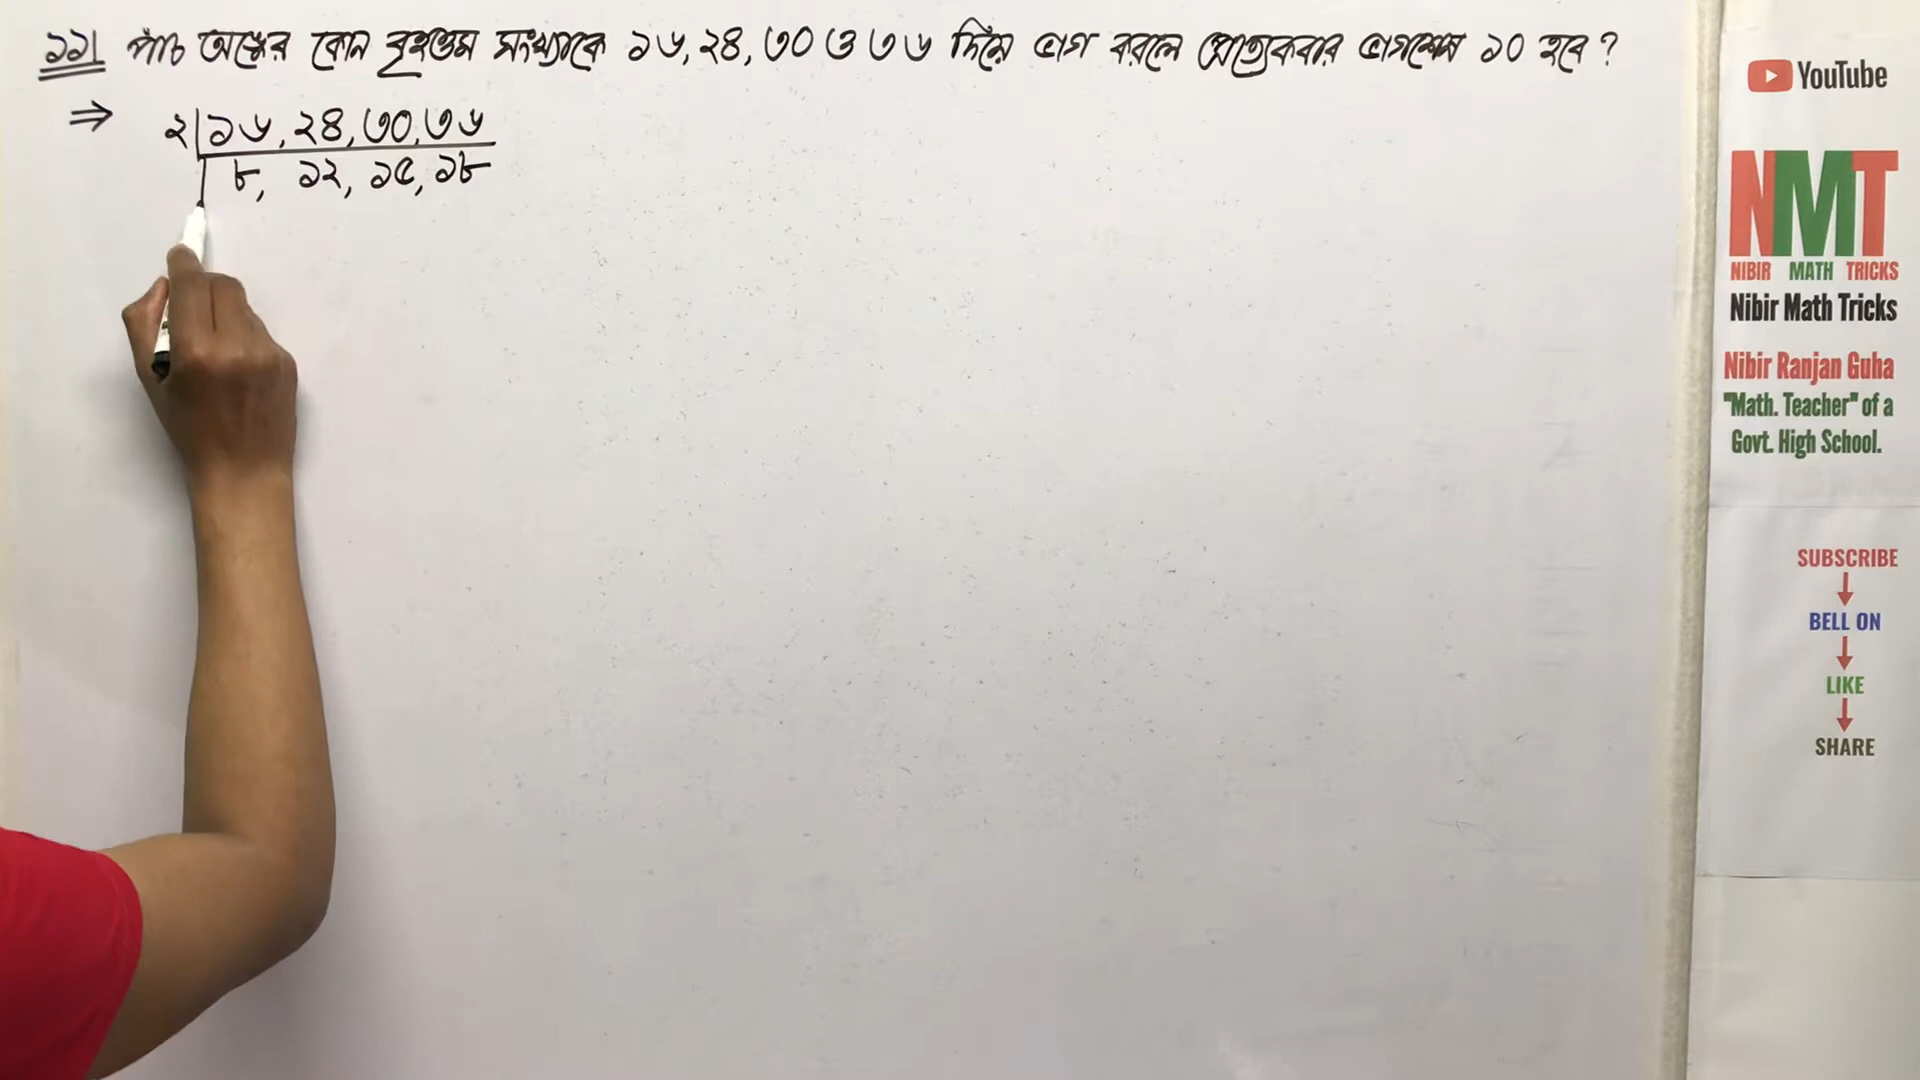 ১১। পাঁচ অঙ্কের কোন বৃহত্তম সংখ্যাকে ১৬, ২৪, ৩০ ও ৩৬ দিয়ে ভাগ করলে প্রত্যেকবার ভাগশেষ ১০ হবে ?
⇒ ২ | ১৬, ২৪, ৩০, ৩৬
৮, ১২, ১৫, ১৮
YouTube
NMT
NIBIR MATH TRICKS
Nibir Math Tricks
Nibir Ranjan Guha
"Math. Teacher" of a
Govt. High School.
SUBSCRIBE
BELL ON
LIKE
SHARE